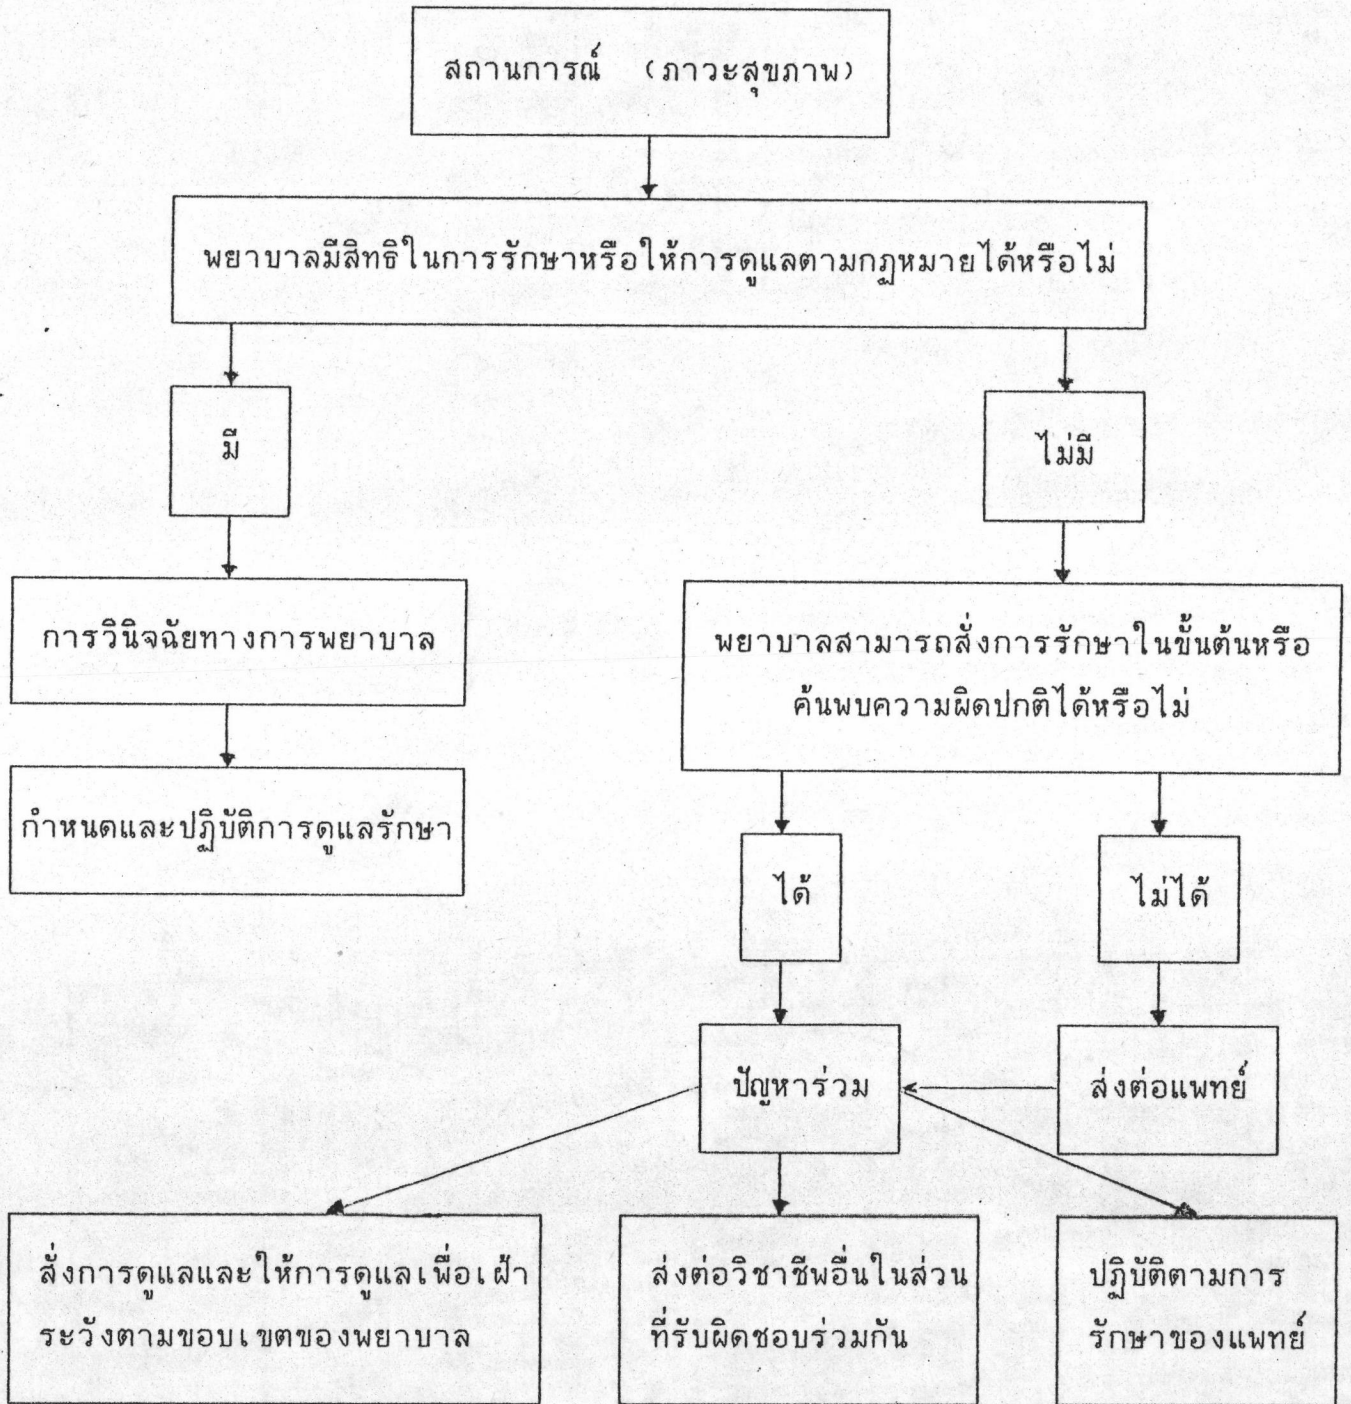 สถานการณ์ (ภาวะสุขภาพ)
พยาบาลมีสิทธิในการรักษาหรือให้การดูแลตามกฎหมายได้หรือไม่
มี
ไม่มี
การวินิจฉัยทางการพยาบาล
พยาบาลสามารถสั่งการรักษาในขั้นต้นหรือ
ค้นพบความผิดปกติได้หรือไม่
กำหนดและปฏิบัติการดูแลรักษา
ได้
ไม่ได้
ปัญหาร่วม
ส่งต่อแพทย์
สั่งการดูแลและให้การดูแลเพื่อเฝ้า
ระวังตามขอบเขตของพยาบาล
ส่งต่อวิชาชีพอื่นในส่วน
ที่รับผิดชอบร่วมกัน
ปฏิบัติตามการ
รักษาของแพทย์